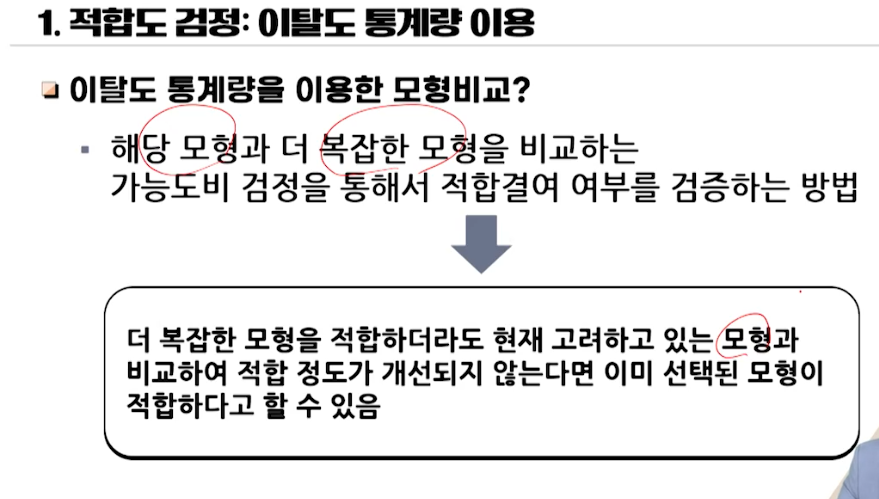 1. 적합도 검정: 이탈도 통계량 이용
이탈도 통계량을 이용한 모형비교?
해당 모형과 더 복잡한 모형을 비교하는
가능도비 검정을 통해서 적합결여 여부를 검증하는 방법
더 복잡한 모형을 적합하더라도 현재 고려하고 있는 모형과
비교하여 적합 정도가 개선되지 않는다면 이미 선택된 모형이
적합하다고 할 수 있음